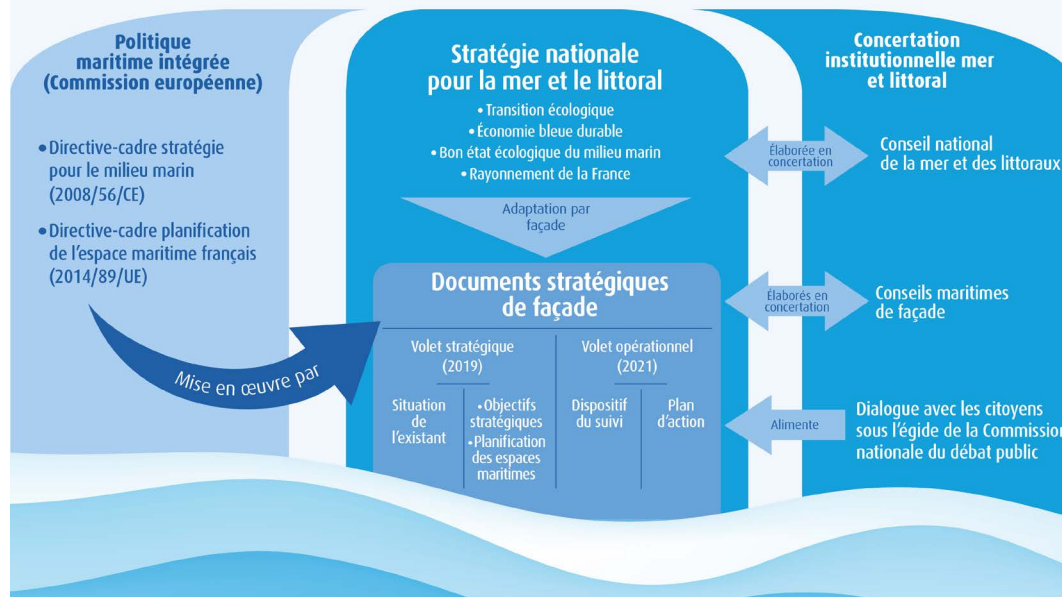 Politique
maritime intégrée
(Commission européenne)
• Directive-cadre stratégie
pour le milieu marin
(2008/56/CE)
• Directive-cadre planification
de l'espace maritime français
(2014/89/UE)
Mise en œuvre par
Stratégie nationale
pour la mer et le littoral
• Transition écologique
• Économie bleue durable
• Bon état écologique du milieu marin
• Rayonnement de la France
Adaptation par
façade
Documents stratégiques
de façade
Volet stratégique
(2019)
Situation
de
l'existant
• Objectifs
stratégiques
• Planification
des espaces
maritimes
Volet opérationnel
(2021)
Dispositif
du suivi
Plan
d'action
Concertation
institutionnelle mer
et littoral
Élaborée en
concertation
Conseil national
de la mer et des littoraux
Élaborés en
concertation
Conseils maritimes
de façade
Alimente
Dialogue avec les citoyens
sous l'égide de la Commission
nationale du débat public